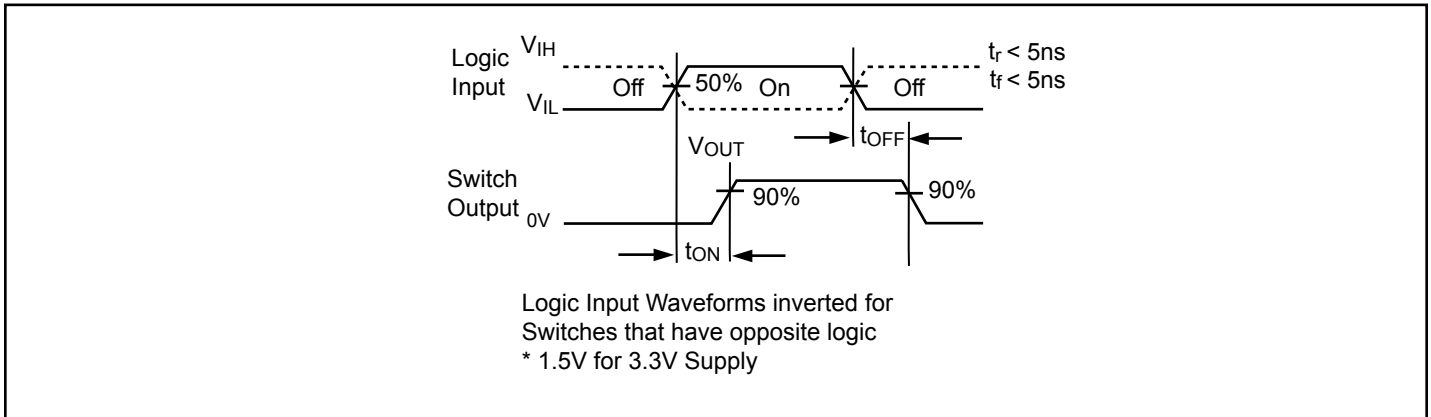 Logic Input
VIH
VIL
Off
50%
On
Off
tr < 5ns
tf < 5ns
tOFF
VOUT
Switch Output
0V
90%
90%
tON
Logic Input Waveforms inverted for
Switches that have opposite logic
* 1.5V for 3.3V Supply